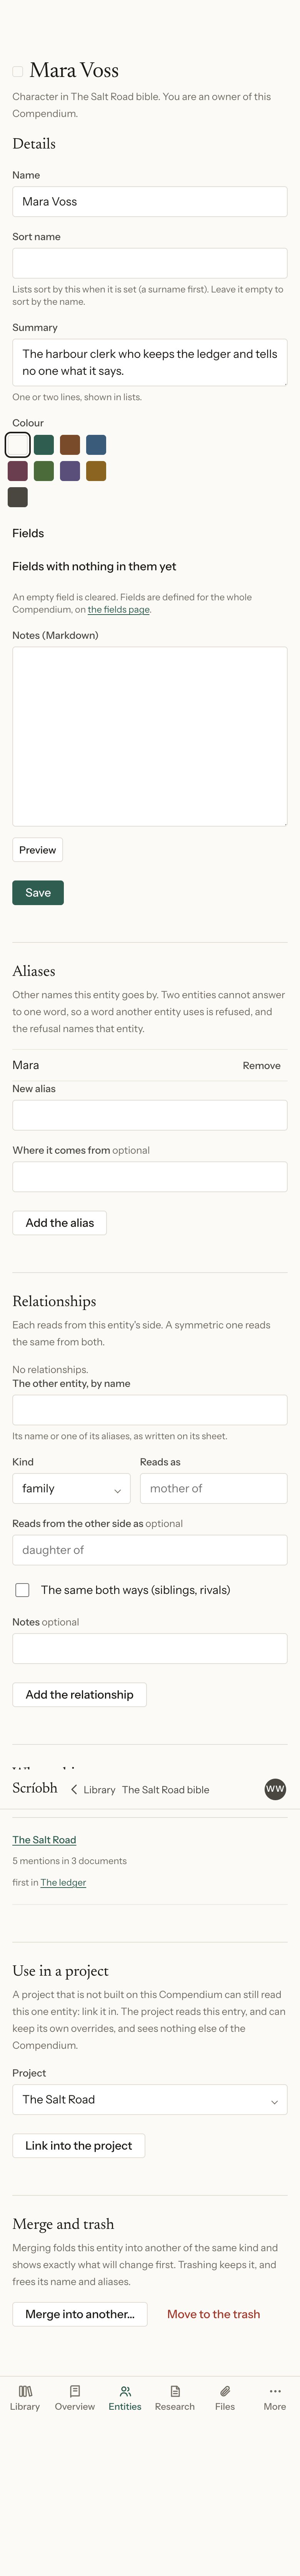 Mara Voss
Character in The Salt Road bible. You are an owner of this
Compendium.
Details
Name
Mara Voss
Sort name
Lists sort by this when it is set (a surname first). Leave it empty to
sort by the name.
Summary
The harbour clerk who keeps the ledger and tells
no one what it says.
One or two lines, shown in lists.
Colour
Fields
Fields with nothing in them yet
An empty field is cleared. Fields are defined for the whole
Compendium, on the fields page.
Notes (Markdown)
Preview
Save
Aliases
Other names this entity goes by. Two entities cannot answer
to one word, so a word another entity uses is refused, and
the refusal names that entity.
Mara Remove
New alias
Where it comes from optional
Add the alias
Relationships
Each reads from this entity's side. A symmetric one reads
the same from both.
No relationships.
The other entity, by name
Its name or one of its aliases, as written on its sheet.
Kind Reads as
family mother of
Reads from the other side as optional
daughter of
The same both ways (siblings, rivals)
Notes optional
Add the relationship
Scríobh Library The Salt Road bible WW
The Salt Road
5 mentions in 3 documents
first in The ledger
Use in a project
A project that is not built on this Compendium can still read
this one entity: link it in. The project reads this entry, and can
keep its own overrides, and sees nothing else of the
Compendium.
Project
The Salt Road
Link into the project
Merge and trash
Merging folds this entity into another of the same kind and
shows exactly what will change first. Trashing keeps it, and
frees its name and aliases.
Merge into another... Move to the trash
Library Overview Entities Research Files More